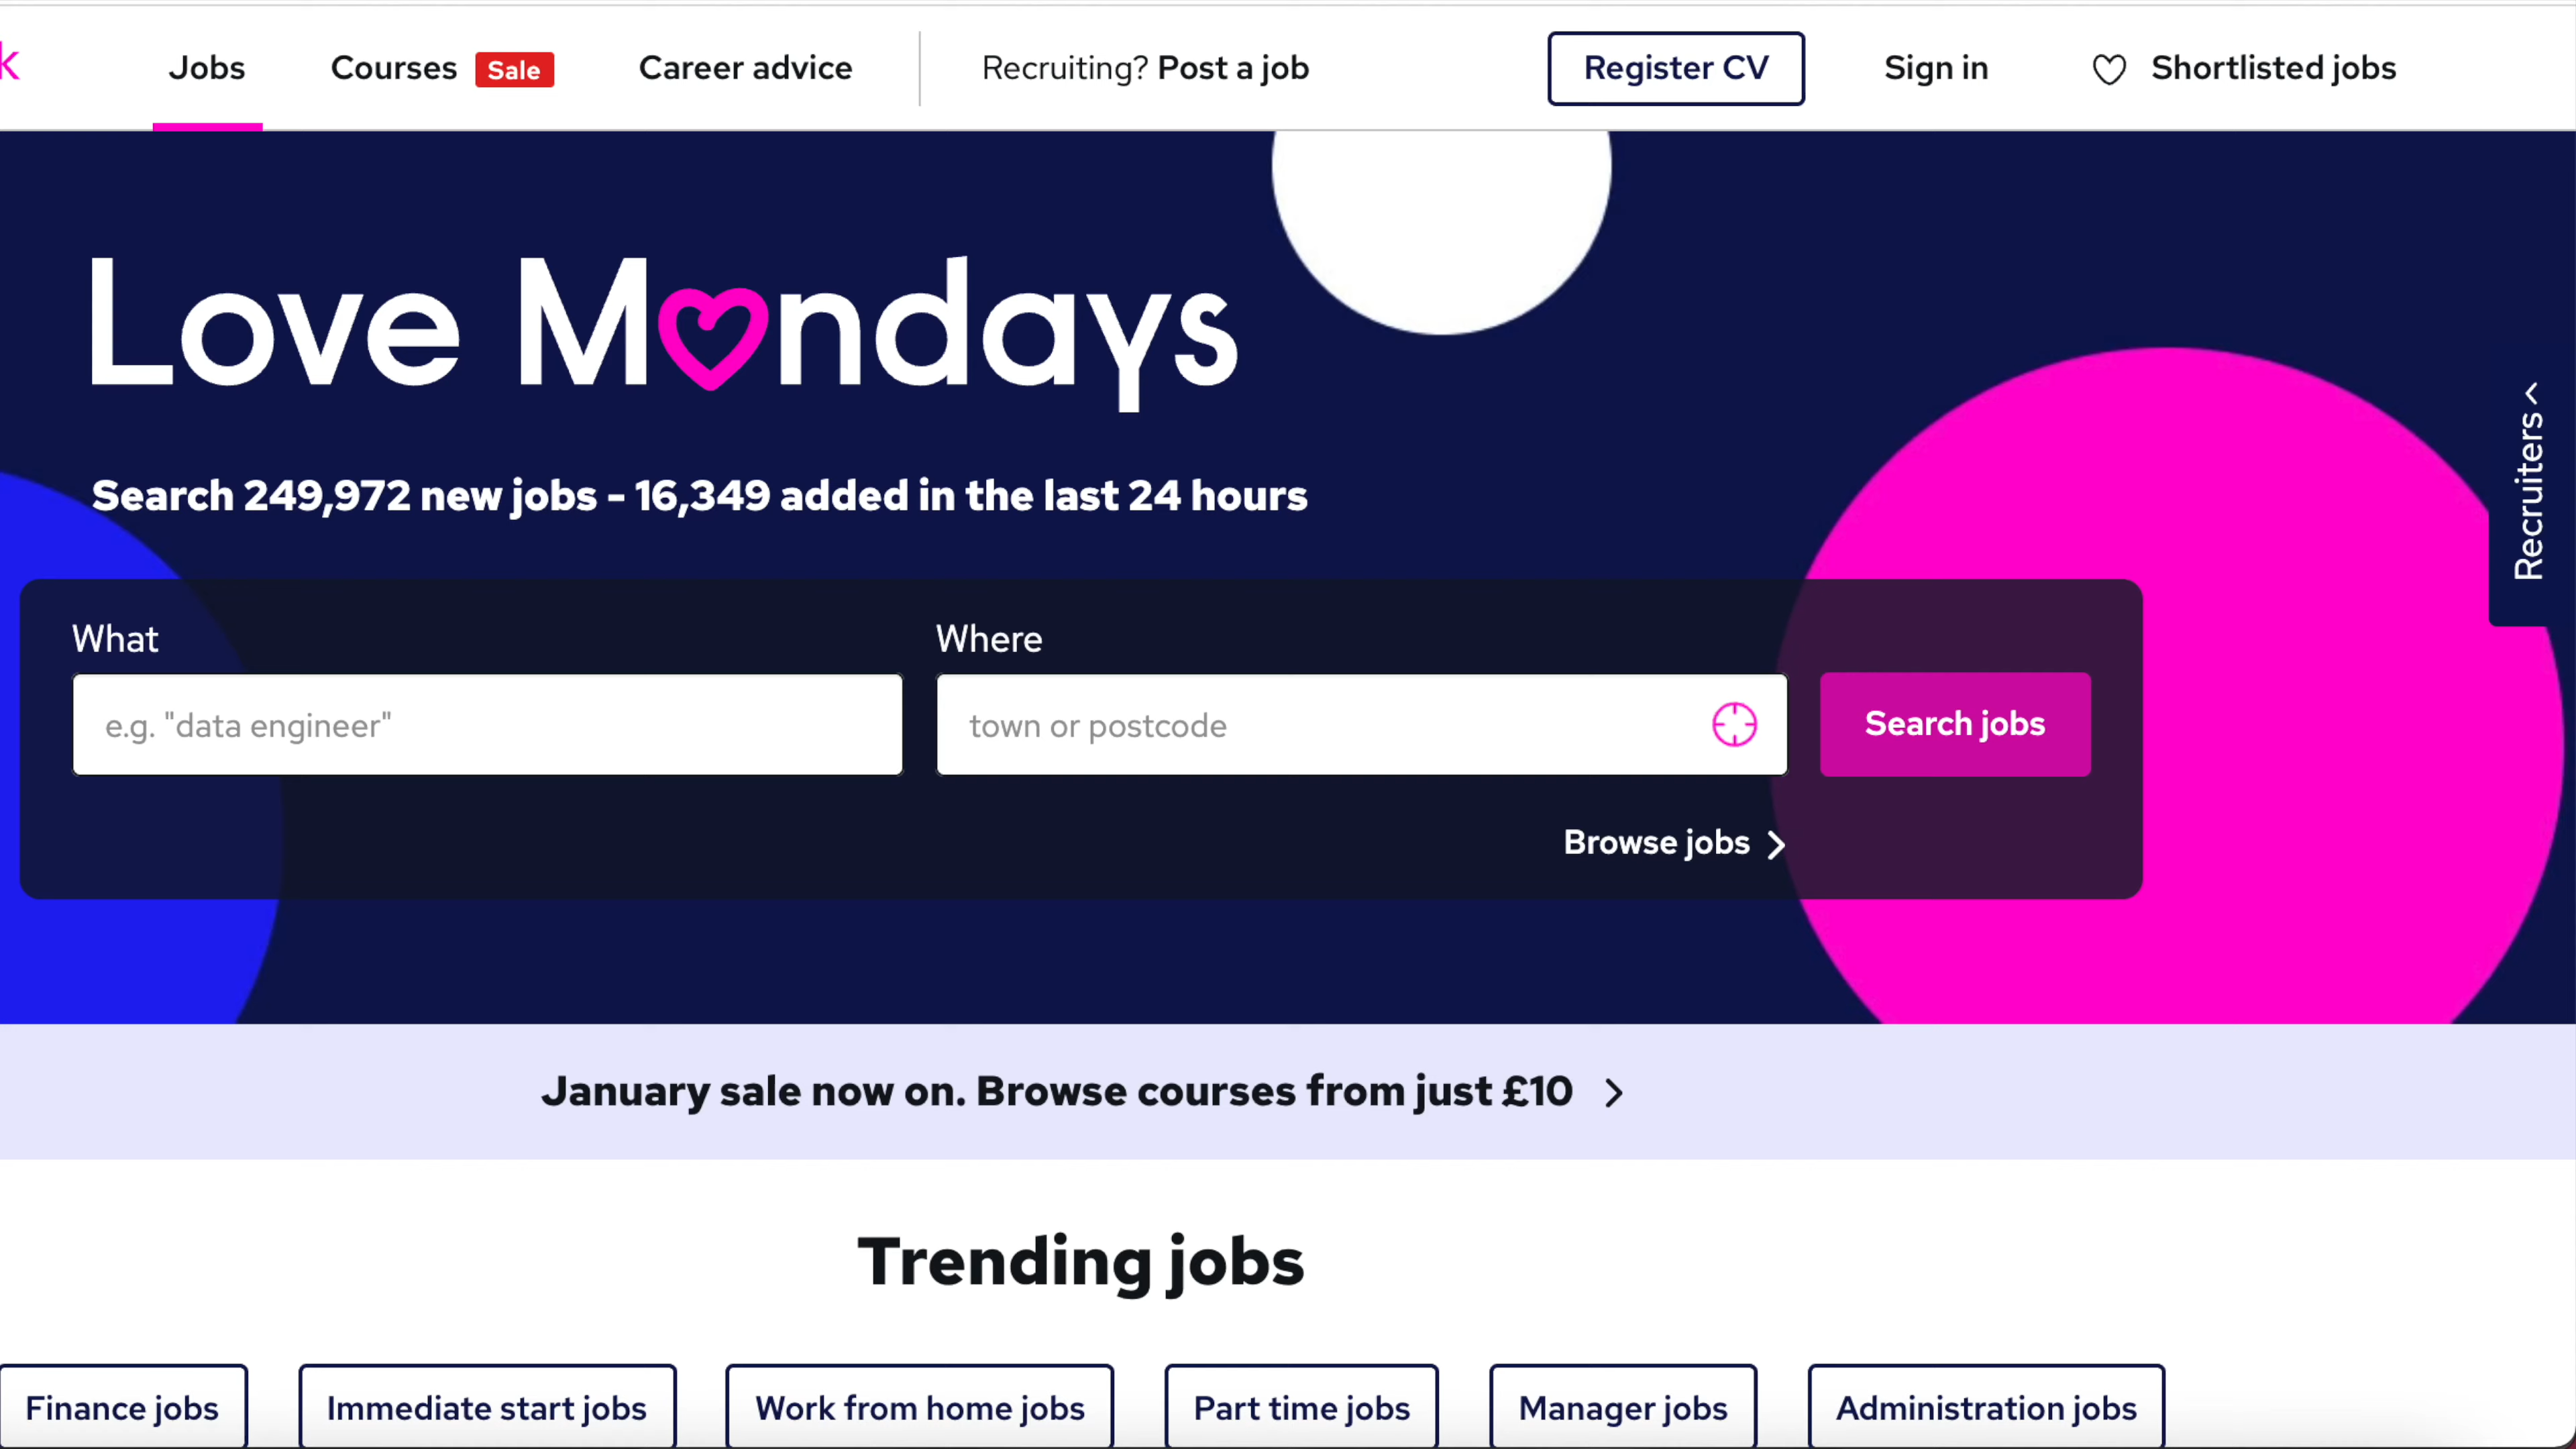 k Jobs Courses Sale Career advice Recruiting? Post a job Register CV Sign in Shortlisted jobs
Love Mondays
Search 249,972 new jobs - 16,349 added in the last 24 hours
Recruiters
What Where
e.g. "data engineer" town or postcode Search jobs
Browse jobs
January sale now on. Browse courses from just £10
Trending jobs
Finance jobs Immediate start jobs Work from home jobs Part time jobs Manager jobs Administration jobs